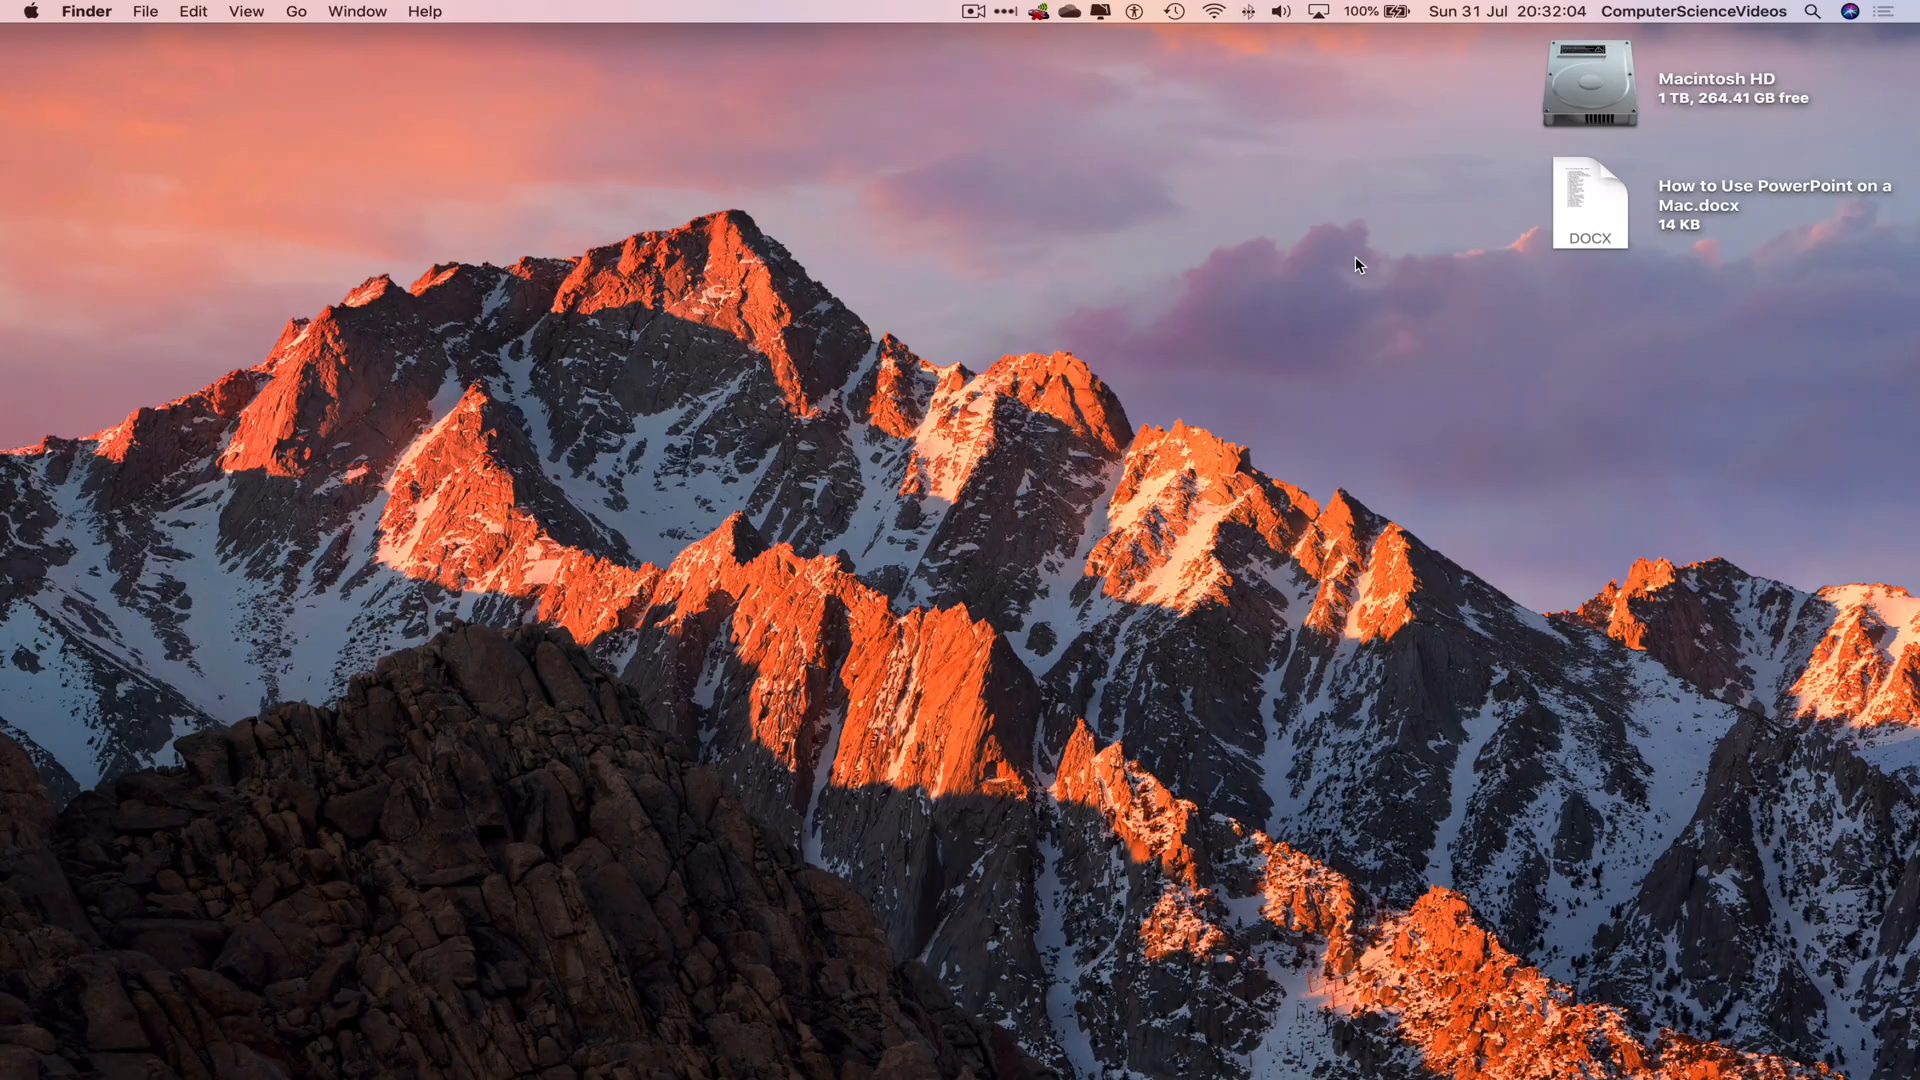 Finder File Edit View Go Window Help
100% Sun 31 Jul 20:32:04 ComputerScienceVideos
Macintosh HD
1 TB, 264.41 GB free
How to Use PowerPoint on a
Mac.docx
14 KB
DOCX